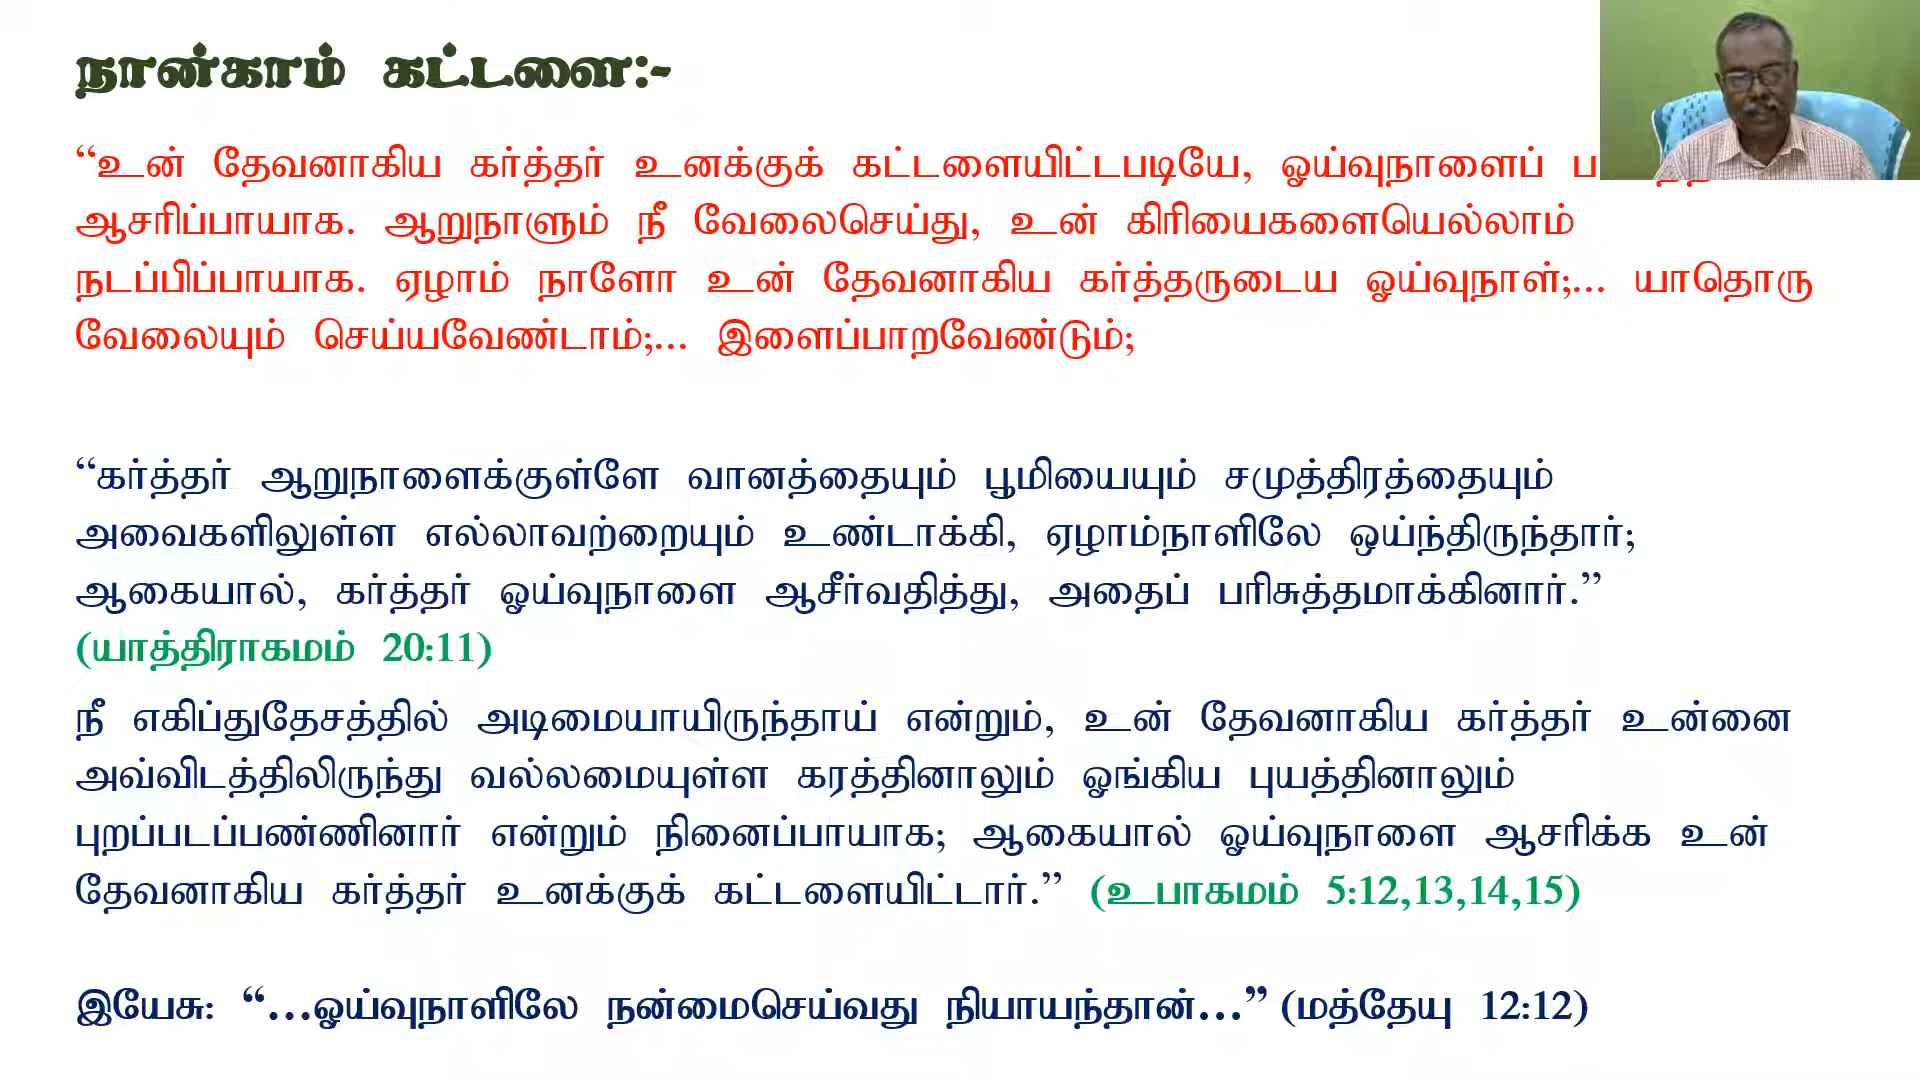 நான்காம் கட்டளை:-
“உன் தேவனாகிய கர்த்தர் உனக்குக் கட்டளையிட்டபடியே, ஓய்வுநாளைப்
ஆசரிப்பாயாக. ஆறுநாளும் நீ வேலைசெய்து, உன் கிரியைகளையெல்லாம்
நடப்பிப்பாயாக. ஏழாம் நாளோ உன் தேவனாகிய கர்த்தருடைய ஓய்வுநாள்;... யாதொரு
வேலையும் செய்யவேண்டாம்;... இளைப்பாறவேண்டும்;
“கர்த்தர் ஆறுநாளைக்குள்ளே வானத்தையும் பூமியையும் சமுத்திரத்தையும்
அவைகளிலுள்ள எல்லாவற்றையும் உண்டாக்கி, ஏழாம்நாளிலே ஒய்ந்திருந்தார்;
ஆகையால், கர்த்தர் ஓய்வுநாளை ஆசீர்வதித்து, அதைப் பரிசுத்தமாக்கினார்.”
(யாத்திராகமம் 20:11)
நீ எகிப்துதேசத்தில் அடிமையாயிருந்தாய் என்றும், உன் தேவனாகிய கர்த்தர் உன்னை
அவ்விடத்திலிருந்து வல்லமையுள்ள கரத்தினாலும் ஓங்கிய புயத்தினாலும்
புறப்படப்பண்ணினார் என்றும் நினைப்பாயாக; ஆகையால் ஓய்வுநாளை ஆசரிக்க உன்
தேவனாகிய கர்த்தர் உனக்குக் கட்டளையிட்டார்.” (உபாகமம் 5:12,13,14,15)
இயேசு: “...ஓய்வுநாளிலே நன்மைசெய்வது நியாயந்தான்...” (மத்தேயு 12:12)